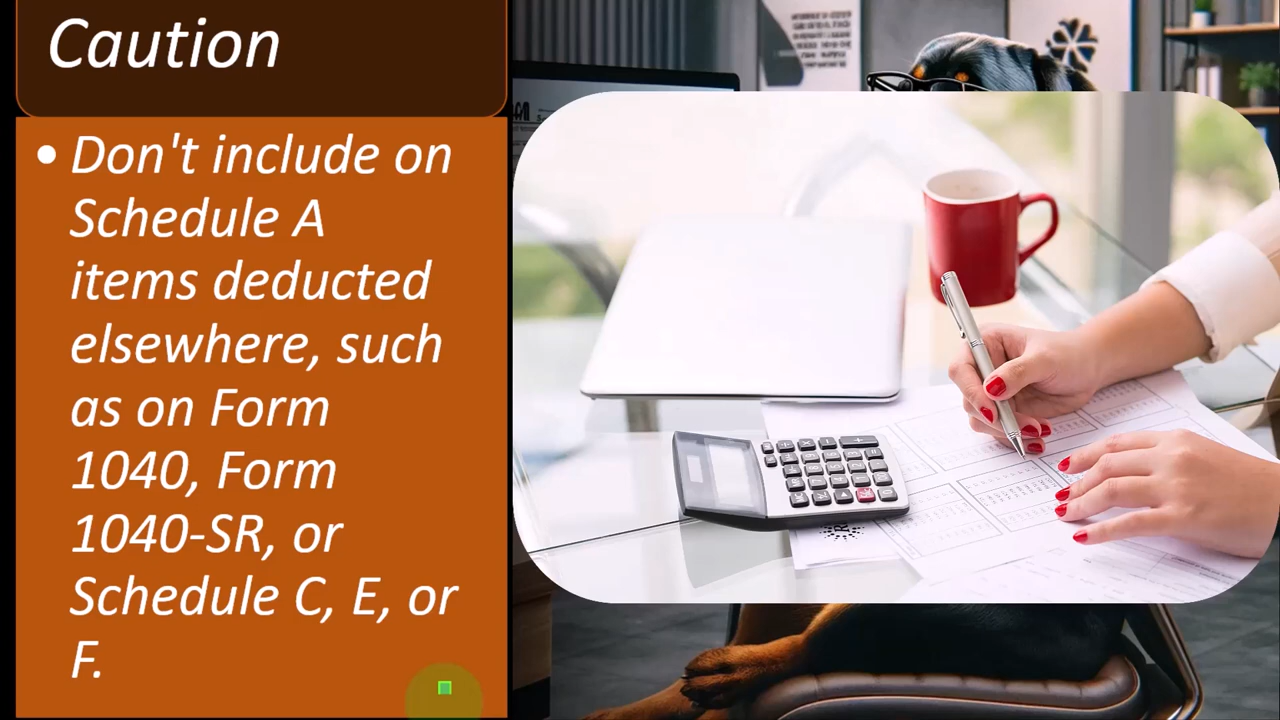 Caution
• Don't include on
Schedule A
items deducted
elsewhere, such
as on Form
1040, Form
1040-SR, or
Schedule C, E, or
F.